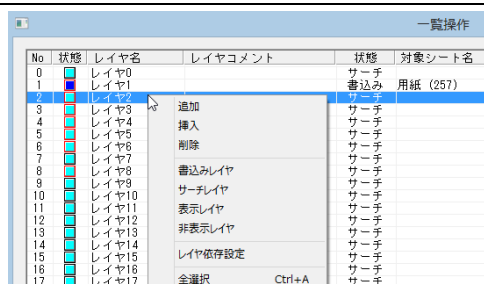 一覧操作
No 状態 レイヤ名 レイヤコメント 状態 対象シート名
0 レイヤ0 サーチ
1 レイヤ1 書込み 用紙 (257)
2 レイヤ2 サーチ
3 レイヤ3 追加 サーチ
4 レイヤ4 サーチ
5 レイヤ5 挿入 サーチ
6 レイヤ6 削除 サーチ
7 レイヤ7 サーチ
8 レイヤ8 書込みレイヤ サーチ
9 レイヤ9 サーチレイヤ サーチ
10 レイヤ10 サーチ
11 レイヤ11 表示レイヤ サーチ
12 レイヤ12 非表示レイヤ サーチ
13 レイヤ13 サーチ
14 レイヤ14 レイヤ依存設定 サーチ
15 レイヤ15 サーチ
16 レイヤ16 全選択 Ctrl+A サーチ
17 レイヤ17 サーチ